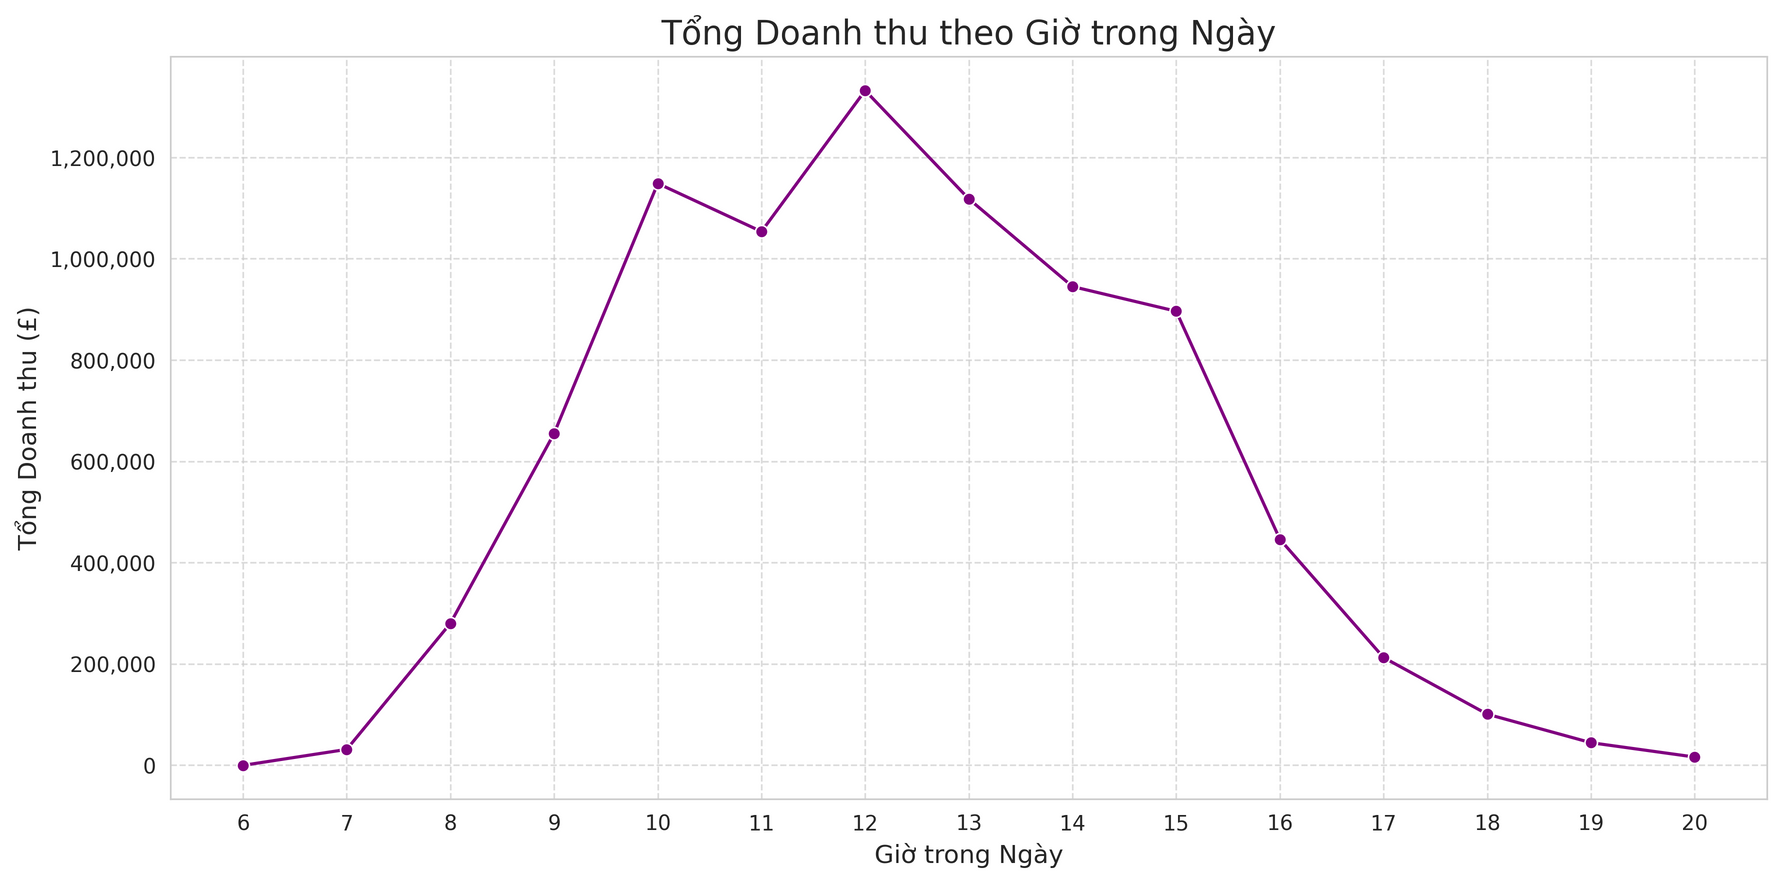 Tổng Doanh thu theo Giờ trong Ngày
Tổng Doanh thu (£)
1,200,000
1,000,000
800,000
600,000
400,000
200,000
0
6 7 8 9 10 11 12 13 14 15 16 17 18 19 20
Giờ trong Ngày